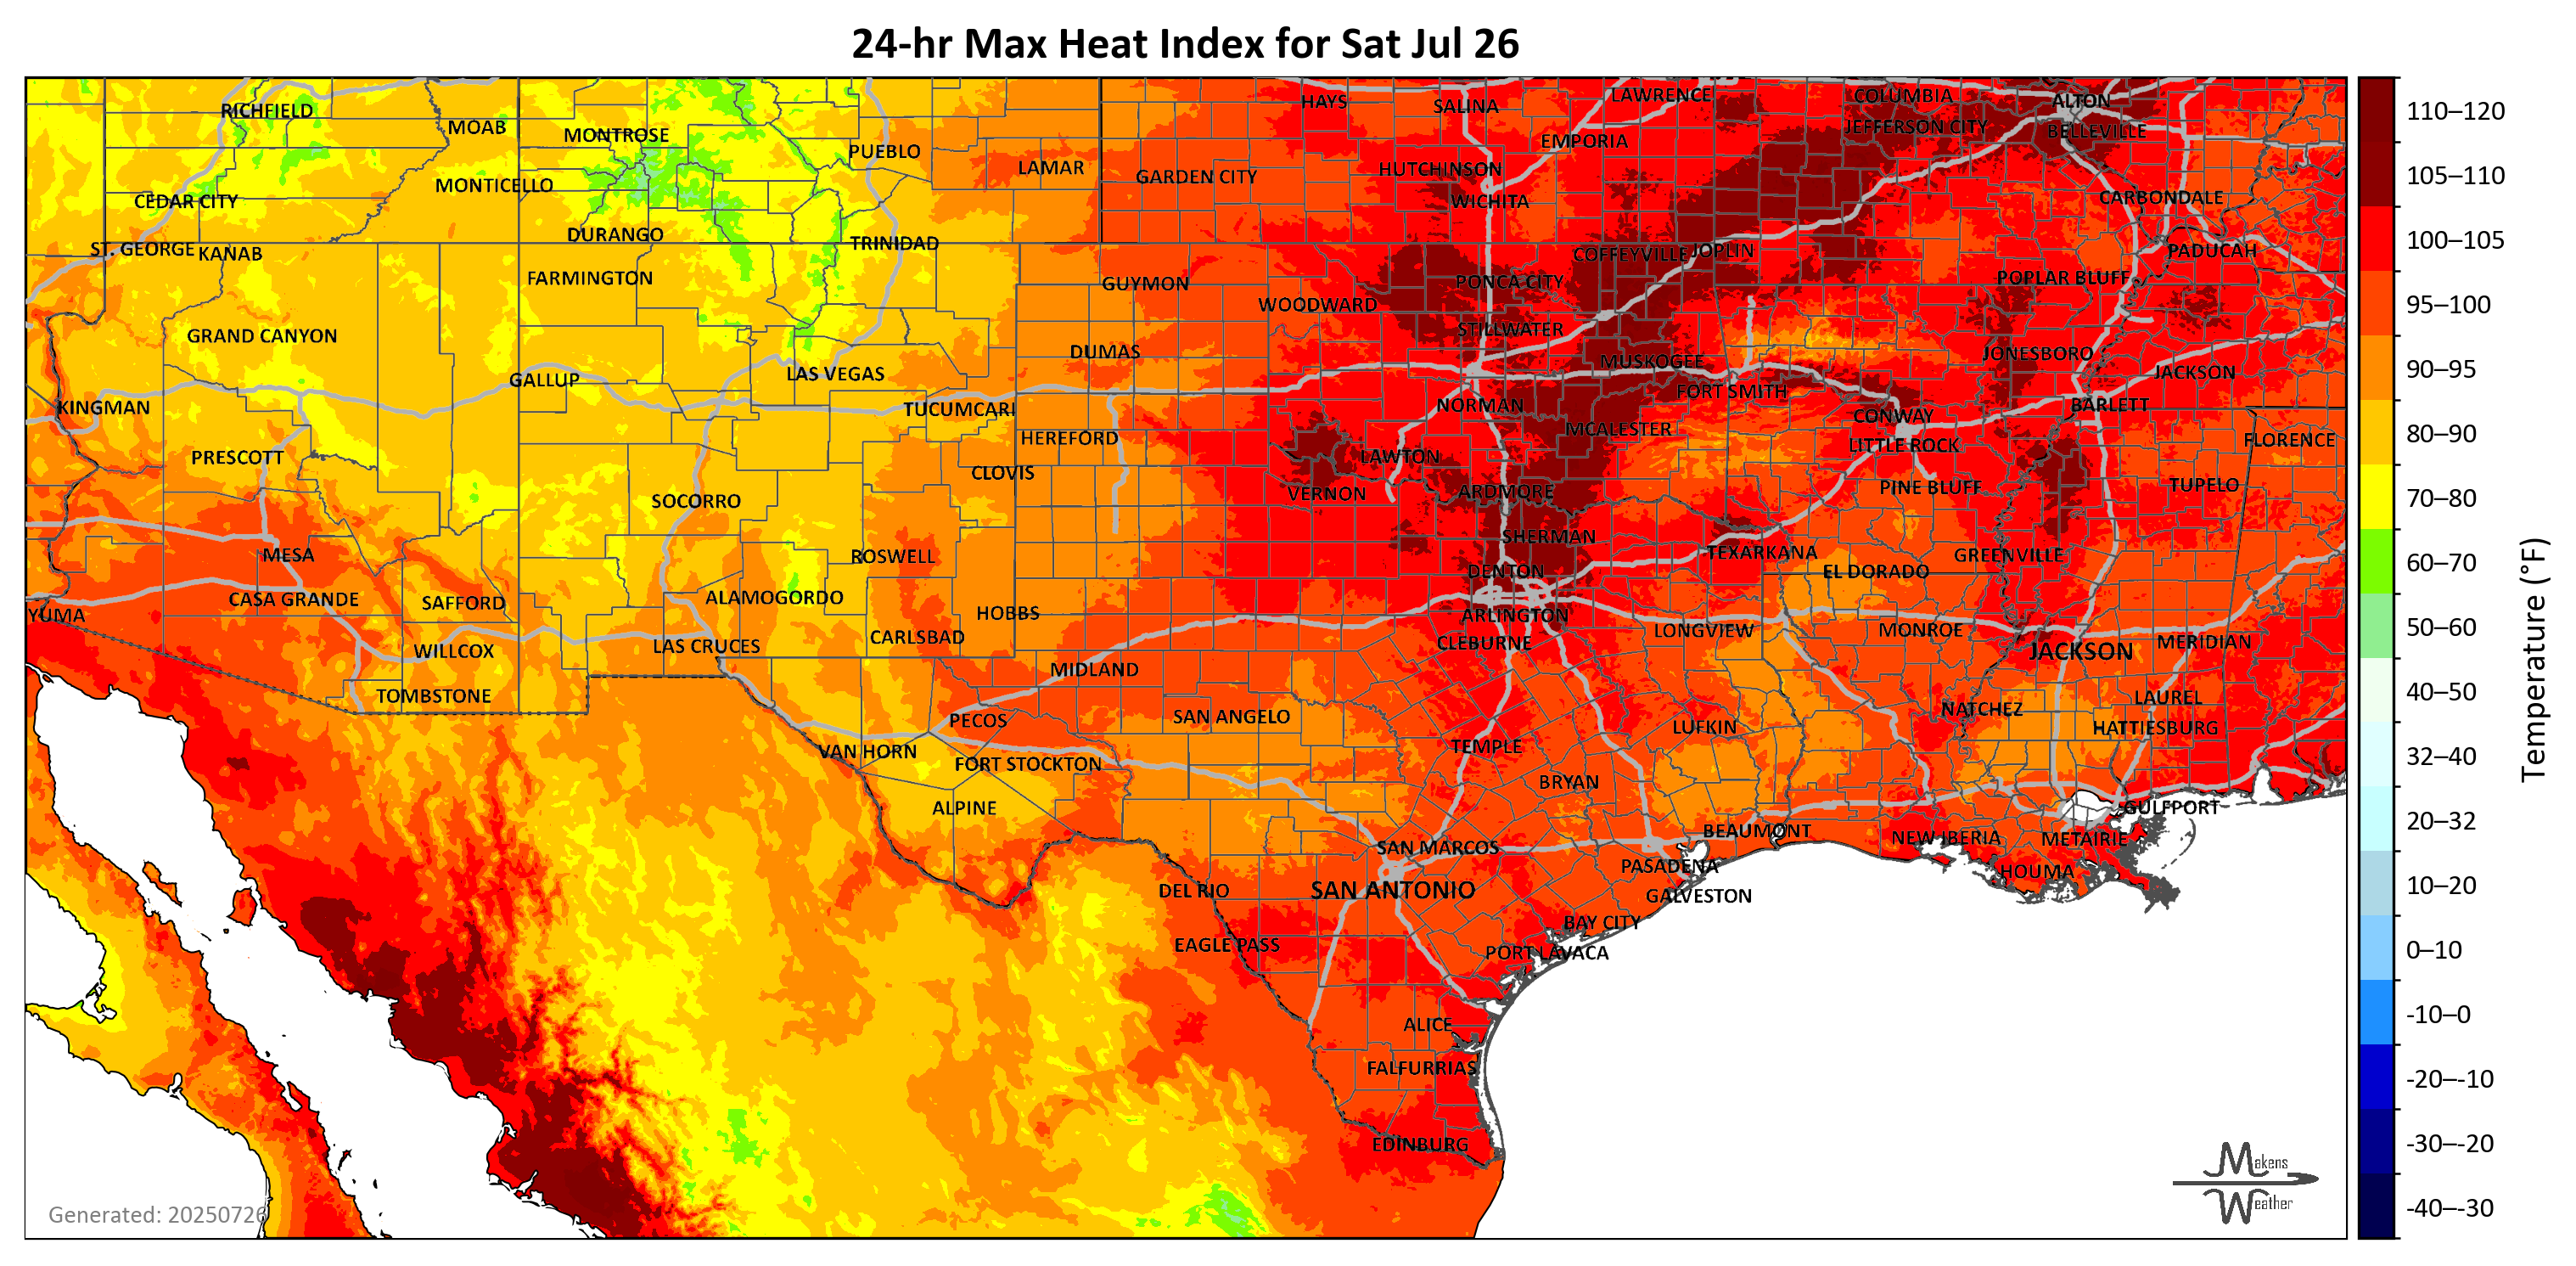 24-hr Max Heat Index for Sat Jul 26
RICHFIELD
MOAB
MONTROSE
PUEBLO
LAMAR
HAYS
SALINA
LAWRENCE
COLUMBIA
ALTON
JEFFERSON CITY
BELLEVILLE
EMPORIA
HUTCHINSON
GARDEN CITY
MONTICELLO
CEDAR CITY
WICHITA
CARBONDALE
DURANGO
TRINIDAD
ST. GEORGE
KANAB
COFFEYVILLE
JOPLIN
PADUCAH
FARMINGTON
GUYMON
PONCA CITY
POPLAR BLUFF
WOODWARD
GRAND CANYON
STILLWATER
DUMAS
MUSKOGEE
JONESBORO
GALLUP
LAS VEGAS
JACKSON
FORT SMITH
KINGMAN
TUCUMCARI
NORMAN
CONWAY
BARLETT
HEREFORD
MCALESTER
LITTLE ROCK
FLORENCE
PRESCOTT
CLOVIS
LAWTON
SOCORRO
VERNON
ARDMORE
PINE BLUFF
TUPELO
MESA
ROSWELL
SHERMAN
TEXARKANA
GREENVILLE
DENTON
EL DORADO
CASA GRANDE
SAFFORD
ALAMOGORDO
HOBBS
YUMA
ARLINGTON
CARLSBAD
LAS CRUCES
CLEBURNE
LONGVIEW
MONROE
WILLCOX
JACKSON
MERIDIAN
MIDLAND
TOMBSTONE
LAUREL
PECOS
SAN ANGELO
NATCHEZ
LUFKIN
HATTIESBURG
VAN HORN
FORT STOCKTON
TEMPLE
BRYAN
ALPINE
GULFPORT
BEAUMONT
NEW IBERIA
METAIRIE
SAN MARCOS
PASADENA
HOUMA
DEL RIO
SAN ANTONIO
GALVESTON
BAY CITY
EAGLE PASS
PORT LAVACA
ALICE
FALFURRIAS
EDINBURG
Generated: 20250726
Makens
Weather
110–120
105–110
100–105
95–100
90–95
80–90
70–80
60–70
50–60
40–50
32–40
20–32
10–20
0–10
-10–0
-20–-10
-30–-20
-40–-30
Temperature (°F)